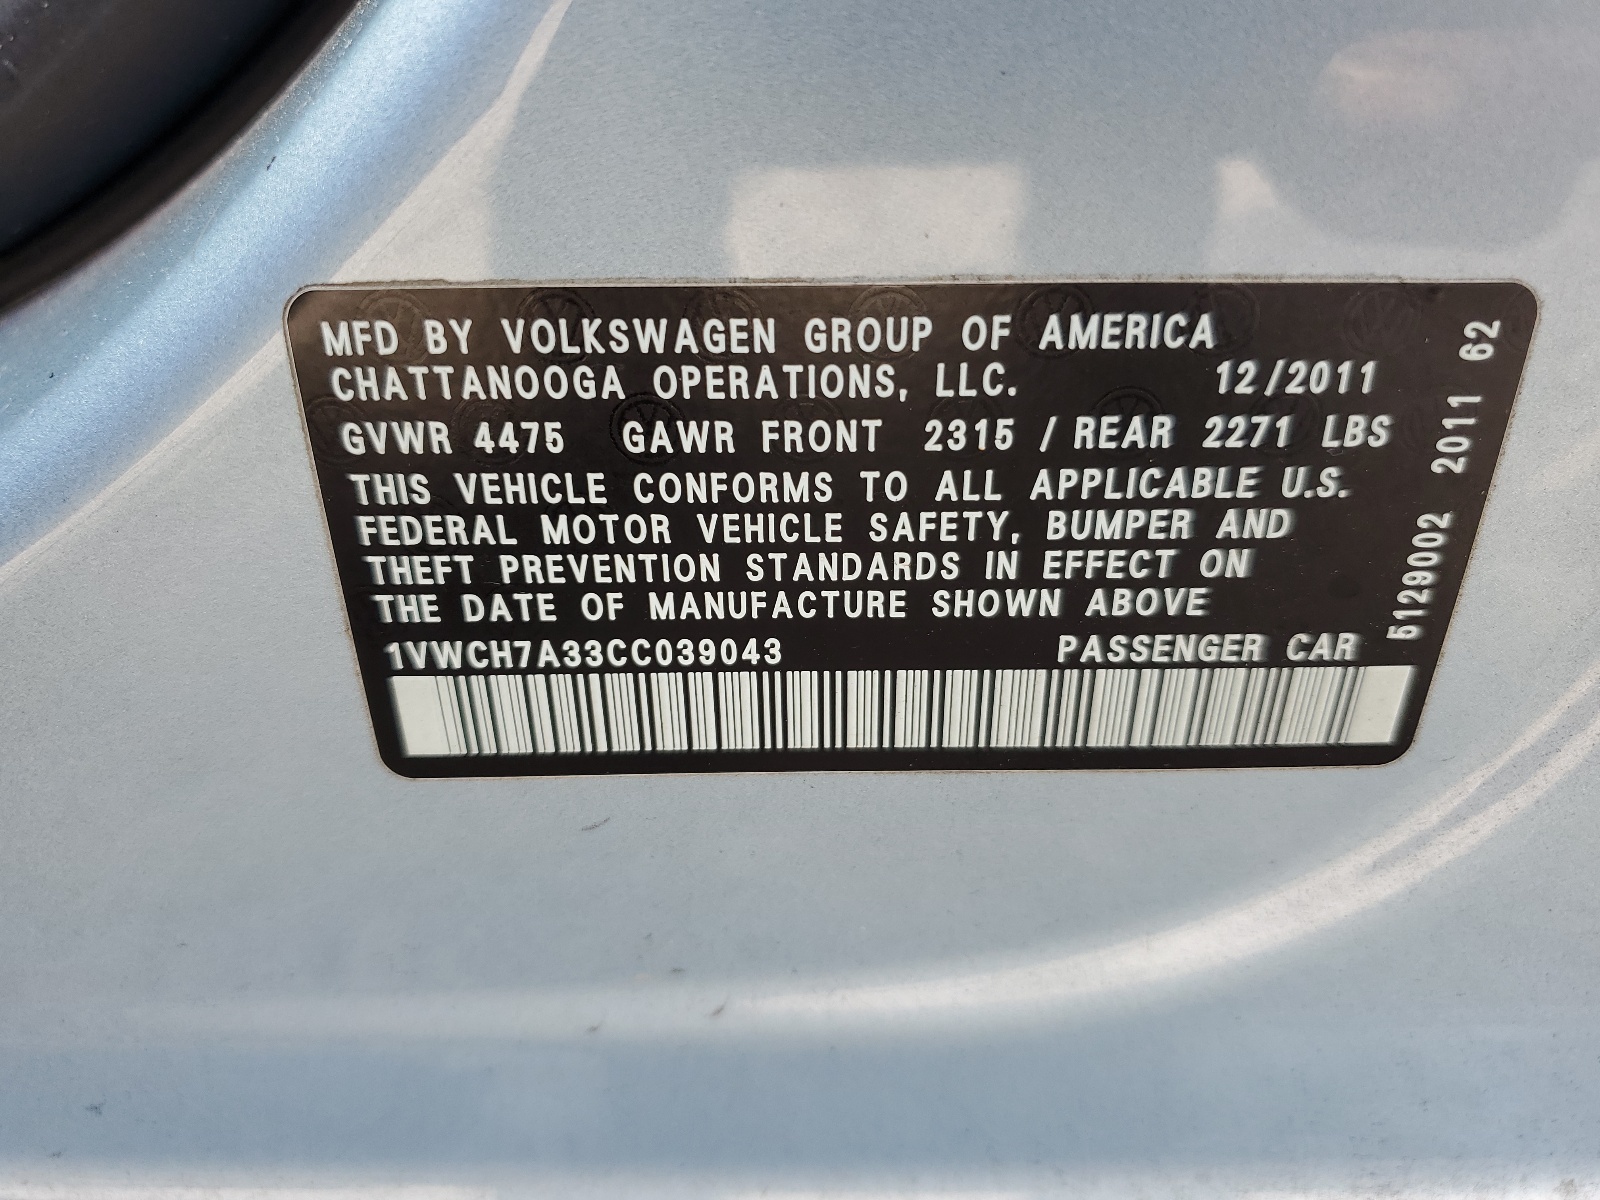 MFD BY VOLKSWAGEN GROUP OF AMERICA
CHATTANOOGA OPERATIONS, LLC. 12/2011
GVWR 4475 GAWR FRONT 2315 / REAR 2271 LBS
THIS VEHICLE CONFORMS TO ALL APPLICABLE U.S.
FEDERAL MOTOR VEHICLE SAFETY, BUMPER AND
THEFT PREVENTION STANDARDS IN EFFECT ON
THE DATE OF MANUFACTURE SHOWN ABOVE
1VWCH7A33CC039043 PASSENGER CAR
5129002 2011 62